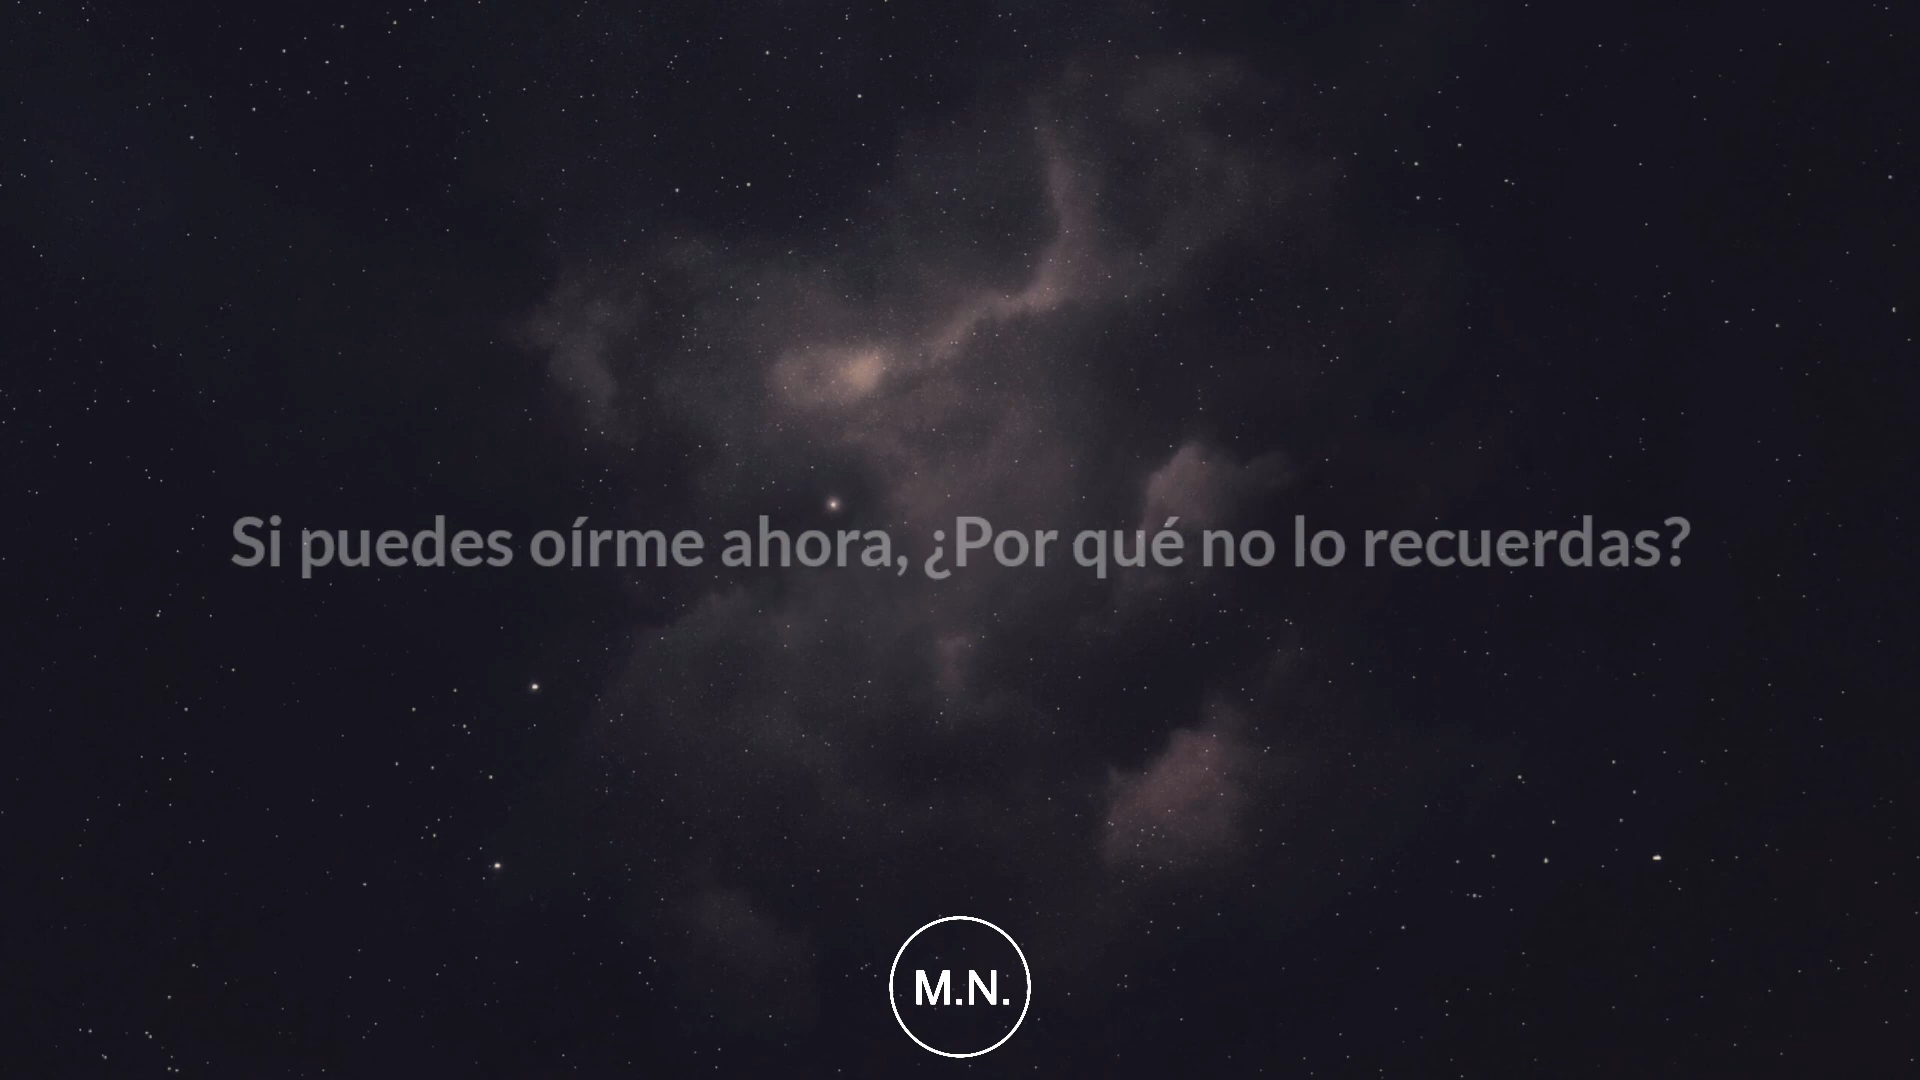 Si puedes oírme ahora, ¿Por qué no lo recuerdas?
M.N.